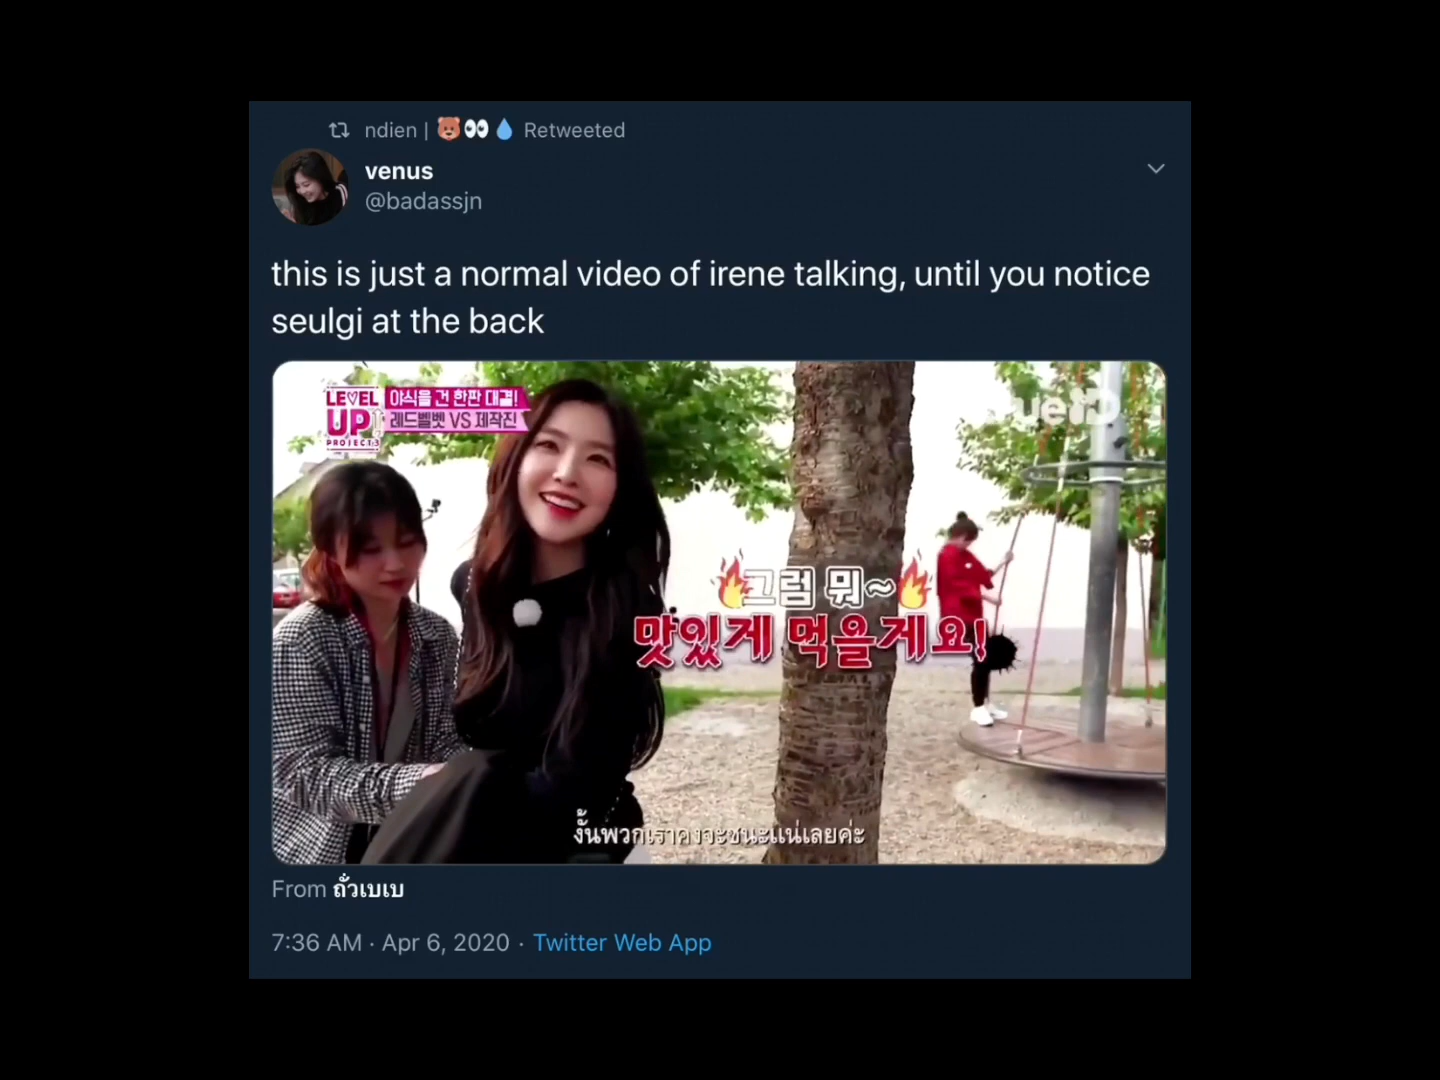 ndien | 🐻👀💧 Retweeted
venus
@badassjn
this is just a normal video of irene talking, until you notice
seulgi at the back
LEVEL
UP
PROJECT3
야식을 건 한판 대결!
레드벨벳 VS 제작진
그럼 뭐~
맛있게 먹을게요!
งั้นพวกเราคงจะชนะแน่เลยค่ะ
From ถั่วเบเบ
7:36 AM · Apr 6, 2020 · Twitter Web App